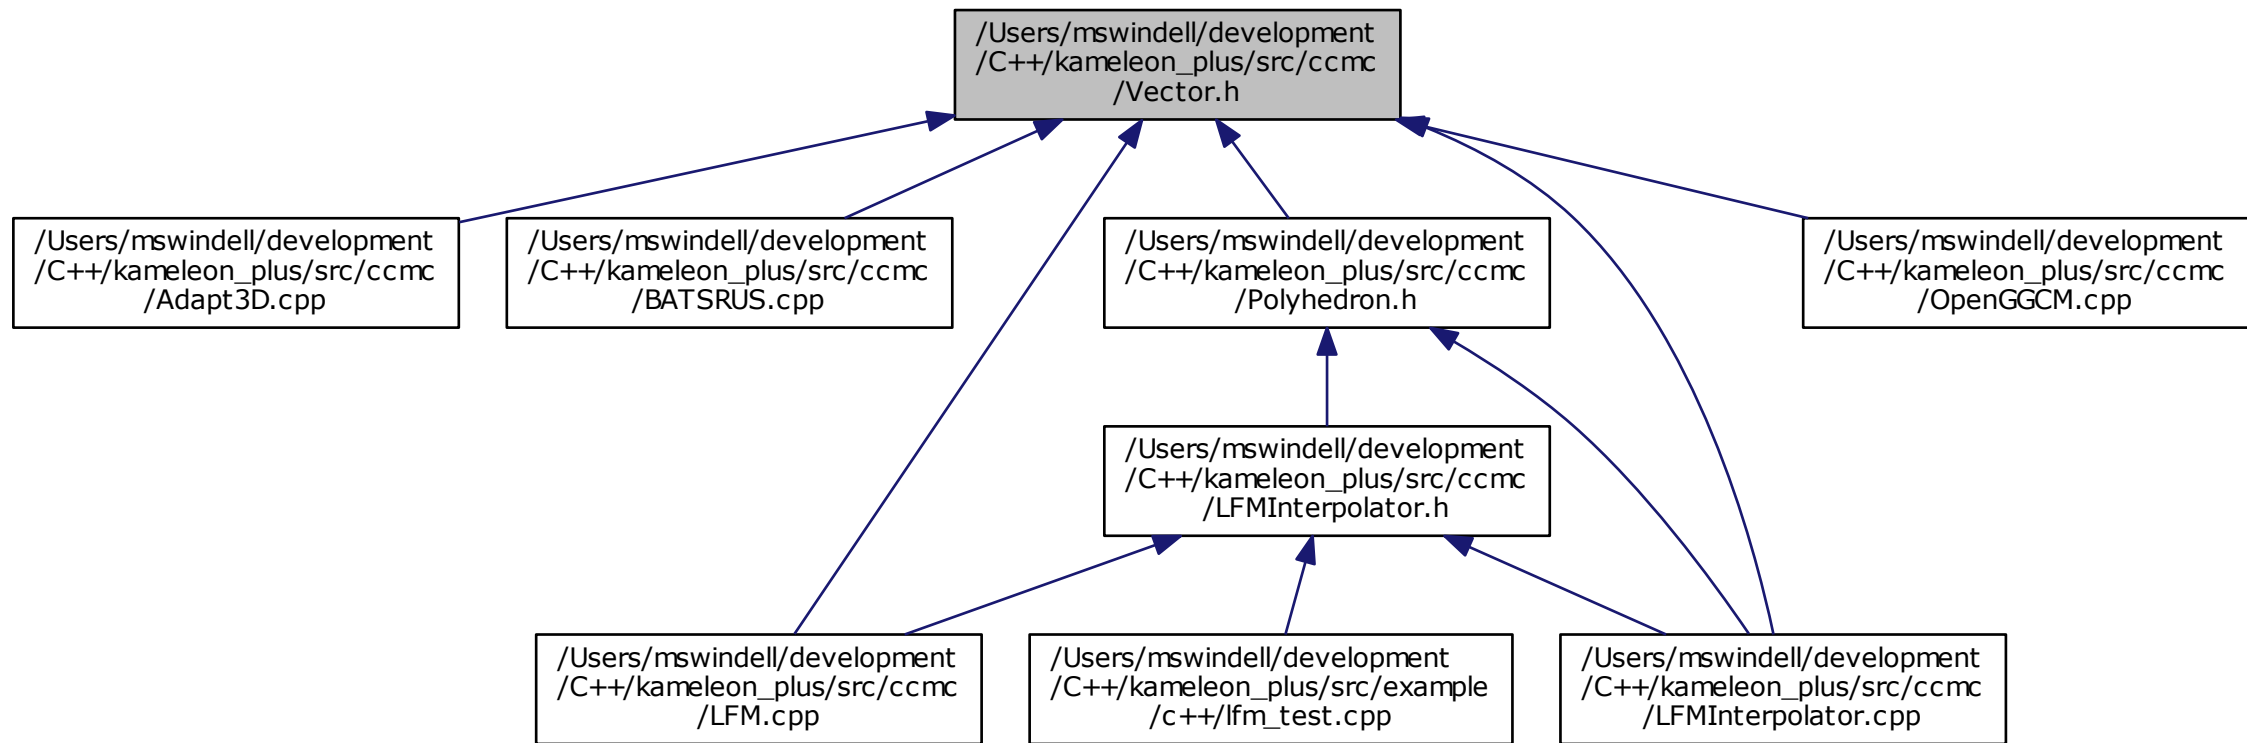 /Users/mswindell/development
/C++/kameleon_plus/src/ccmc
/Vector.h
/Users/mswindell/development
/C++/kameleon_plus/src/ccmc
/Adapt3D.cpp
/Users/mswindell/development
/C++/kameleon_plus/src/ccmc
/BATSRUS.cpp
/Users/mswindell/development
/C++/kameleon_plus/src/ccmc
/Polyhedron.h
/Users/mswindell/development
/C++/kameleon_plus/src/ccmc
/OpenGGCM.cpp
/Users/mswindell/development
/C++/kameleon_plus/src/ccmc
/LFMInterpolator.h
/Users/mswindell/development
/C++/kameleon_plus/src/ccmc
/LFM.cpp
/Users/mswindell/development
/C++/kameleon_plus/src/example
/c++/lfm_test.cpp
/Users/mswindell/development
/C++/kameleon_plus/src/ccmc
/LFMInterpolator.cpp